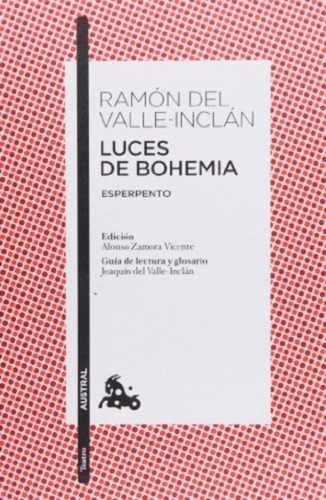 RAMÓN DEL
VALLE-INCLÁN
LUCES
DE BOHEMIA
ESPERPENTO
Edición
Alonso Zamora Vicente
Guía de lectura y glosario
Joaquín del Valle-Inclán
AUSTRAL
Teatro